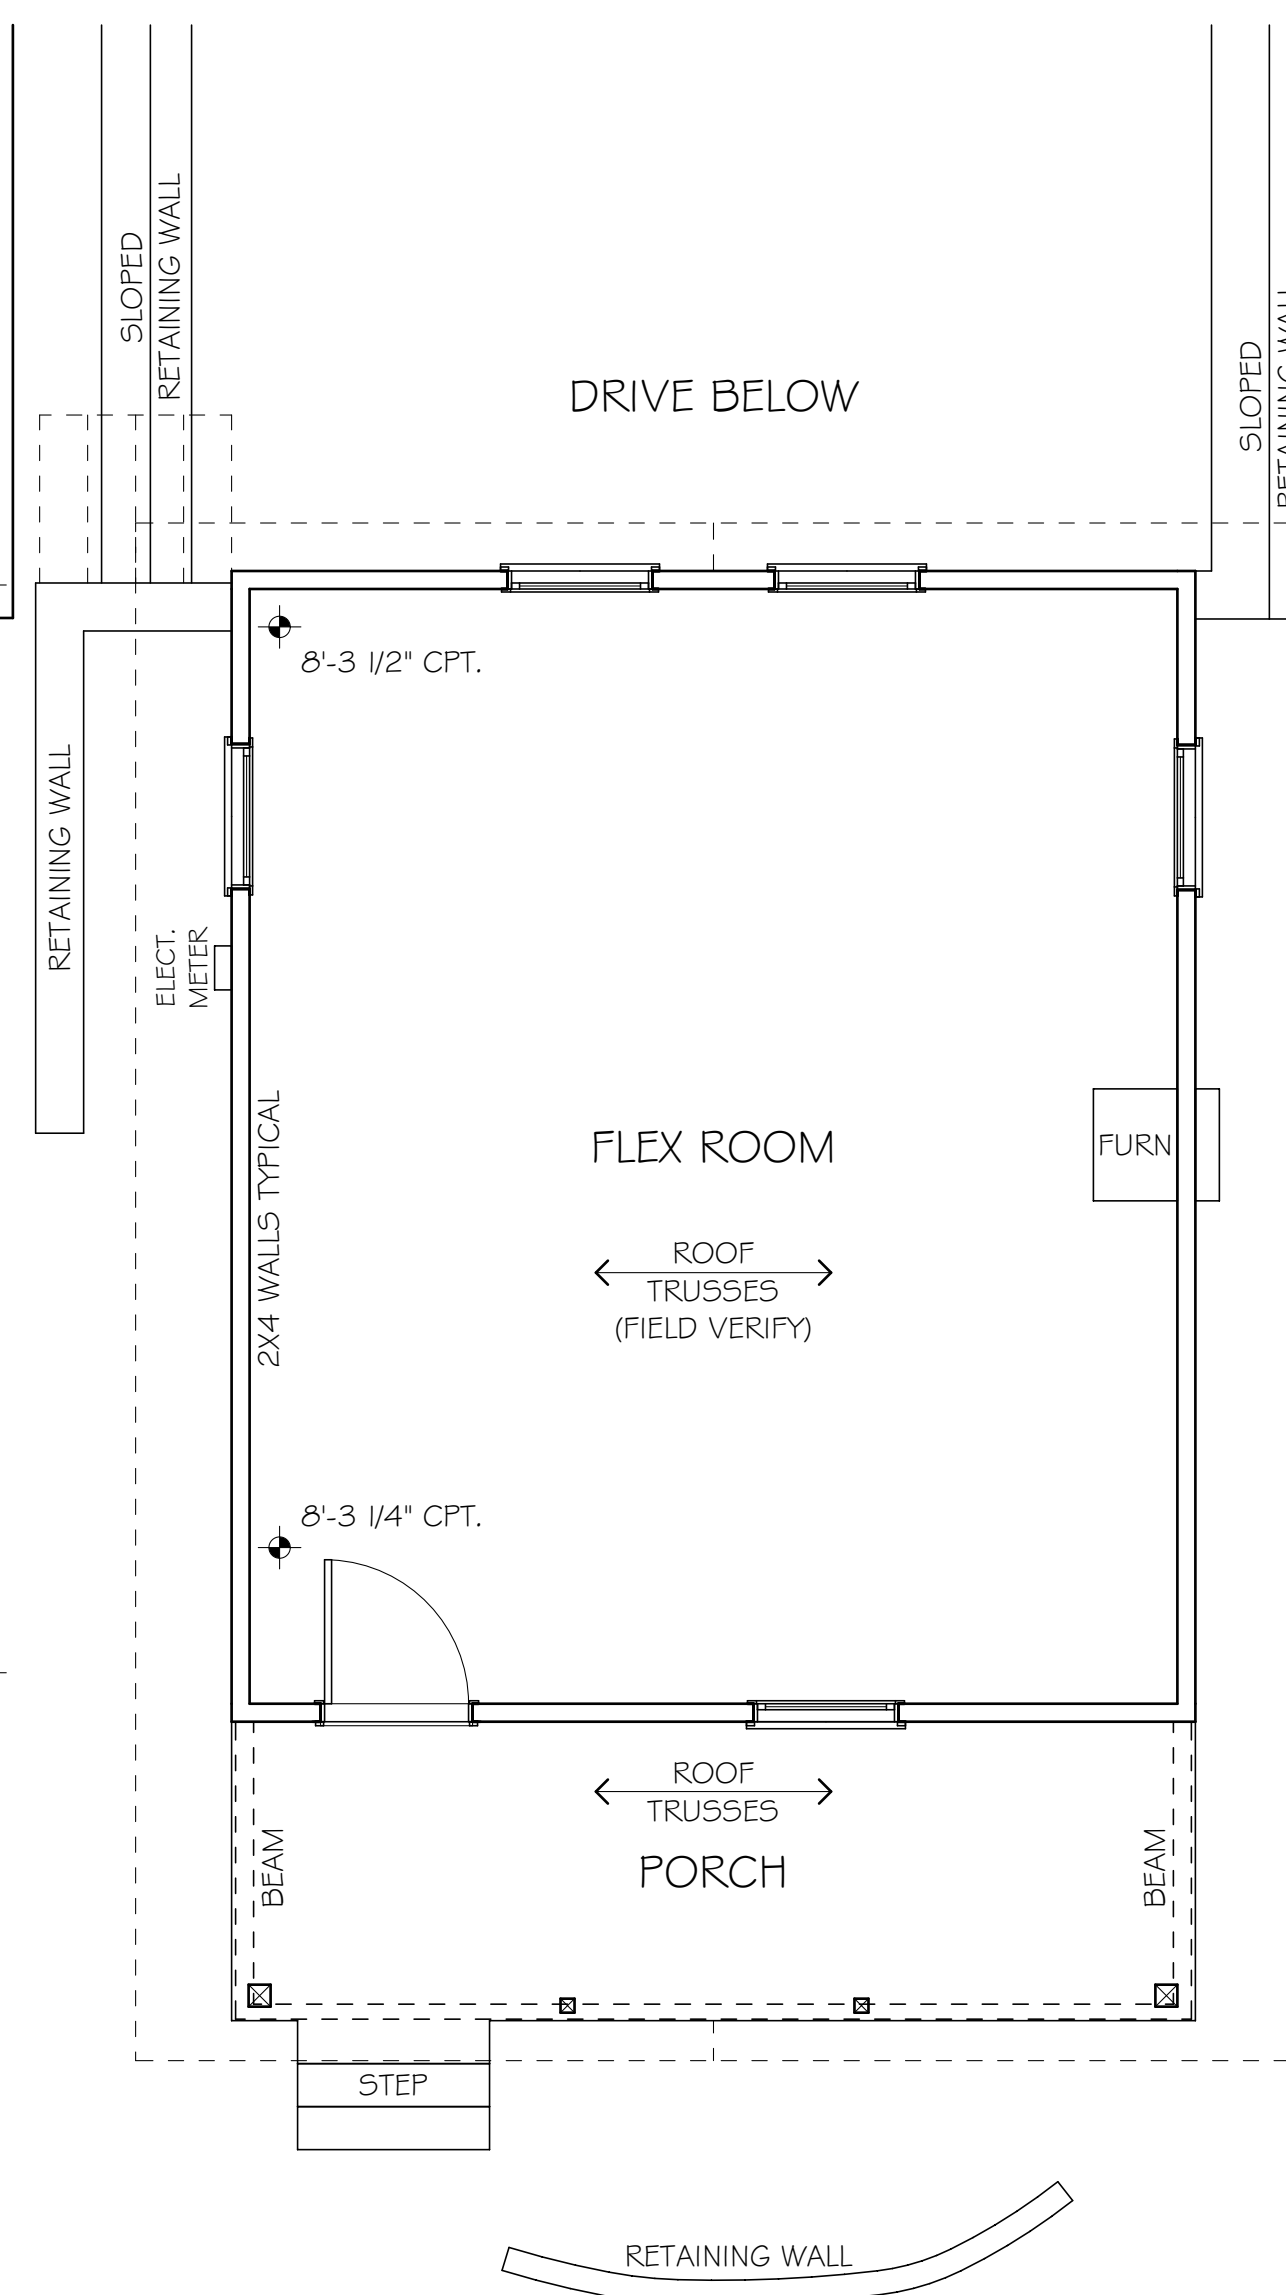 SLOPED
RETAINING WALL
DRIVE BELOW
SLOPED
RETAINING WALL
8'-3 1/2" CPT.
RETAINING WALL
ELECT.
METER
2X4 WALLS TYPICAL
FLEX ROOM
FURN
ROOF
TRUSSES
(FIELD VERIFY)
8'-3 1/4" CPT.
ROOF
TRUSSES
BEAM
PORCH
BEAM
STEP
RETAINING WALL